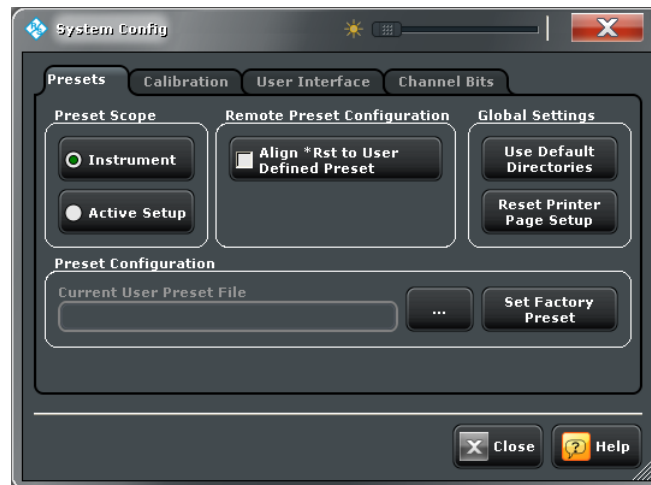 System Config
X
Presets
Calibration
User Interface
Channel Bits
Preset Scope
Instrument
Active Setup
Remote Preset Configuration
Align *Rst to User
Defined Preset
Global Settings
Use Default
Directories
Reset Printer
Page Setup
Preset Configuration
Current User Preset File
...
Set Factory
Preset
X Close
? Help